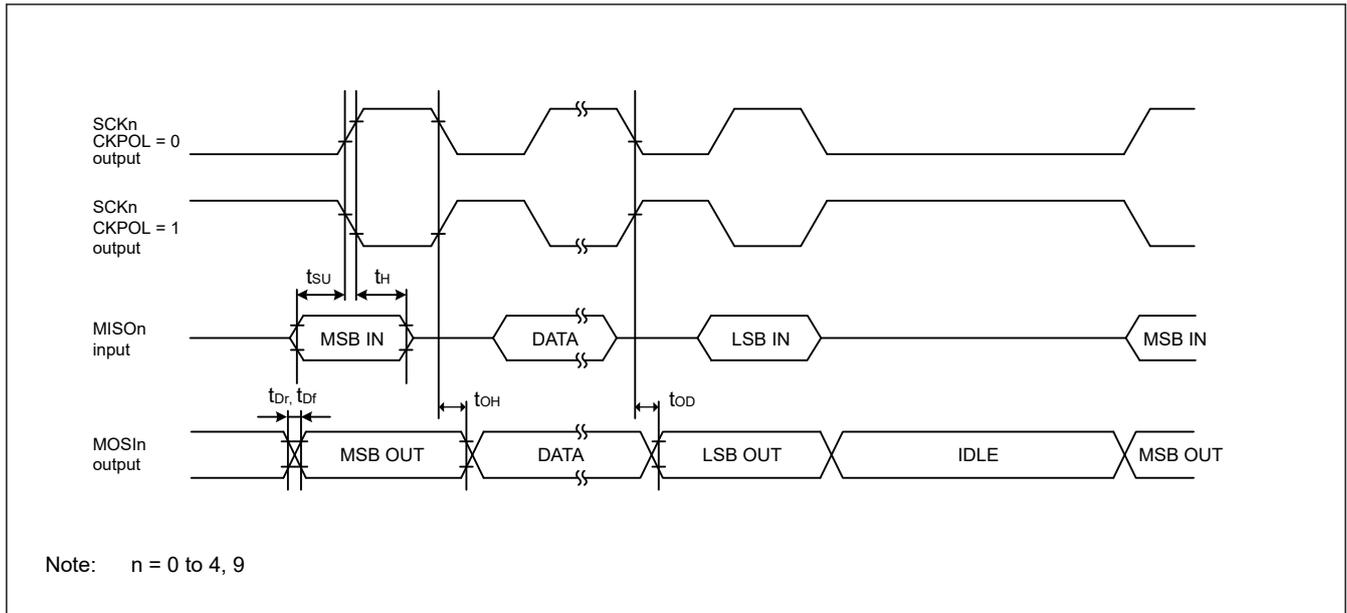 SCKn
CKPOL = 0
output
SCKn
CKPOL = 1
output
tSU
tH
MISOn
input
MSB IN
DATA
LSB IN
MSB IN
tDr, tDf
tOH
tOD
MOSIn
output
MSB OUT
DATA
LSB OUT
IDLE
MSB OUT
Note: n = 0 to 4, 9